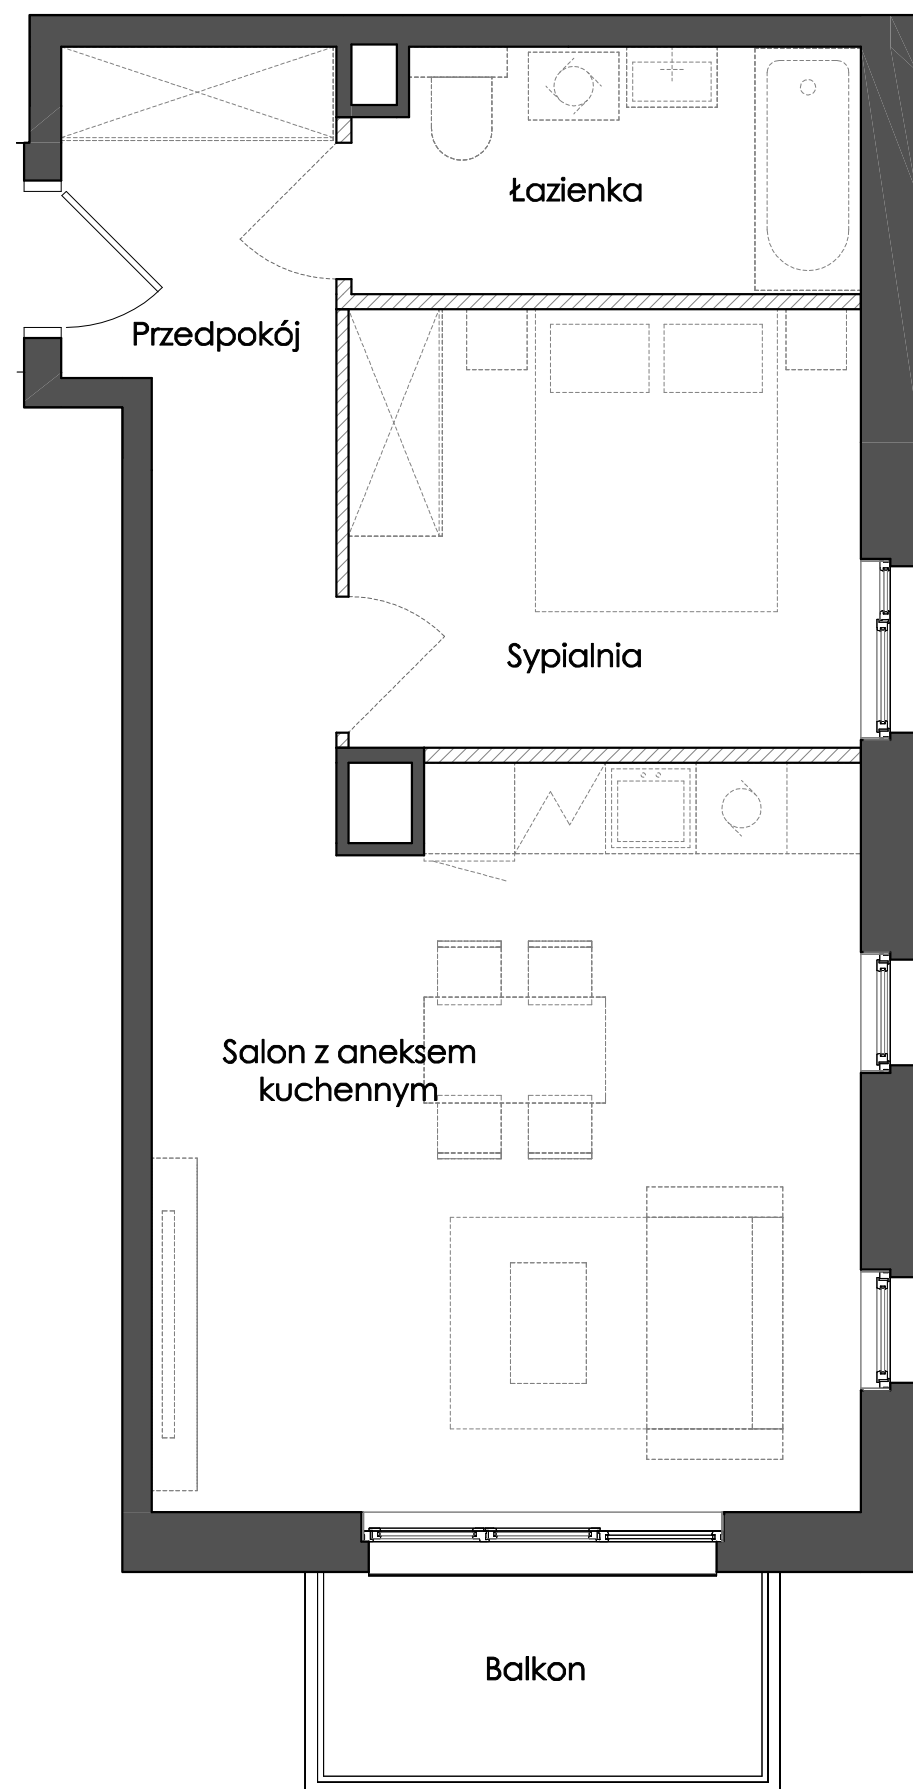 Łazienka
Przedpokój
Sypialnia
Salon z aneksem
kuchennym
Balkon